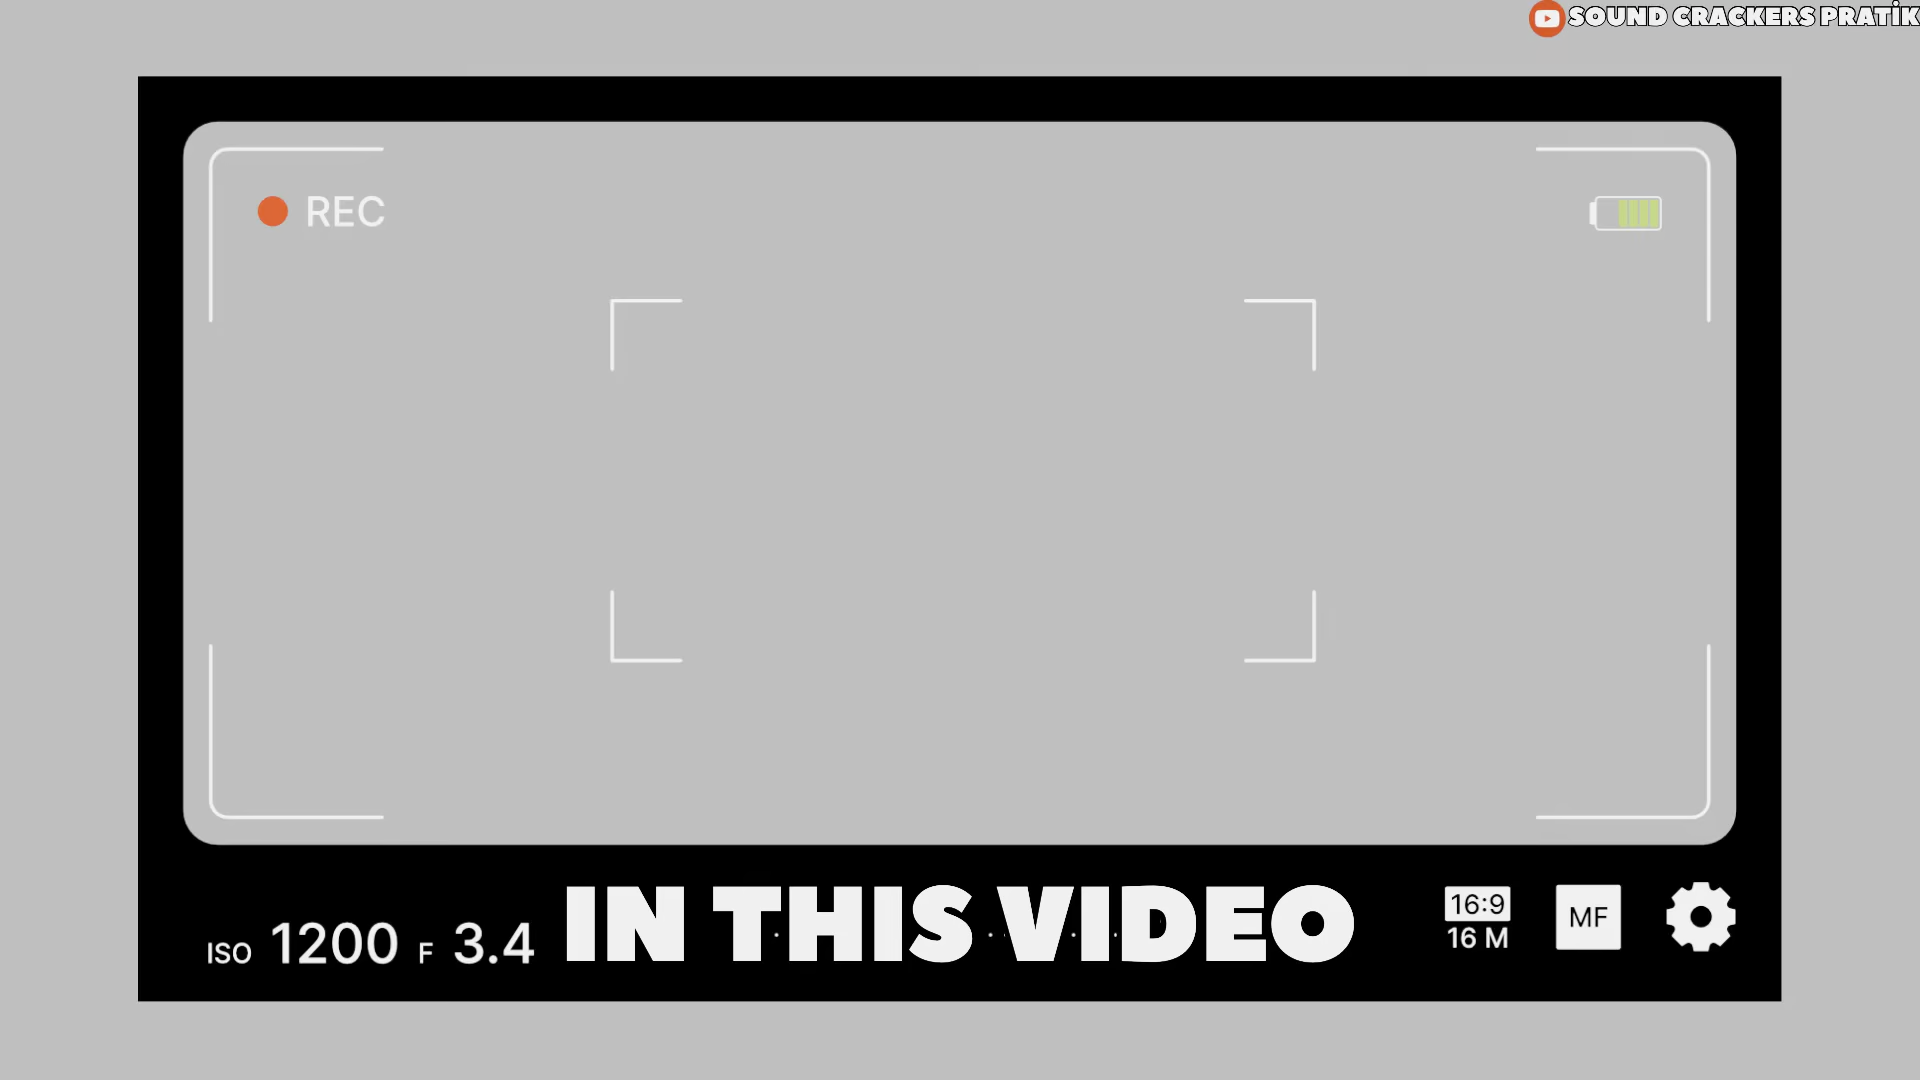 SOUND CRACKERS PRATİK
REC
ISO 1200 F 3.4
IN THIS VIDEO
16:9
16 M
MF